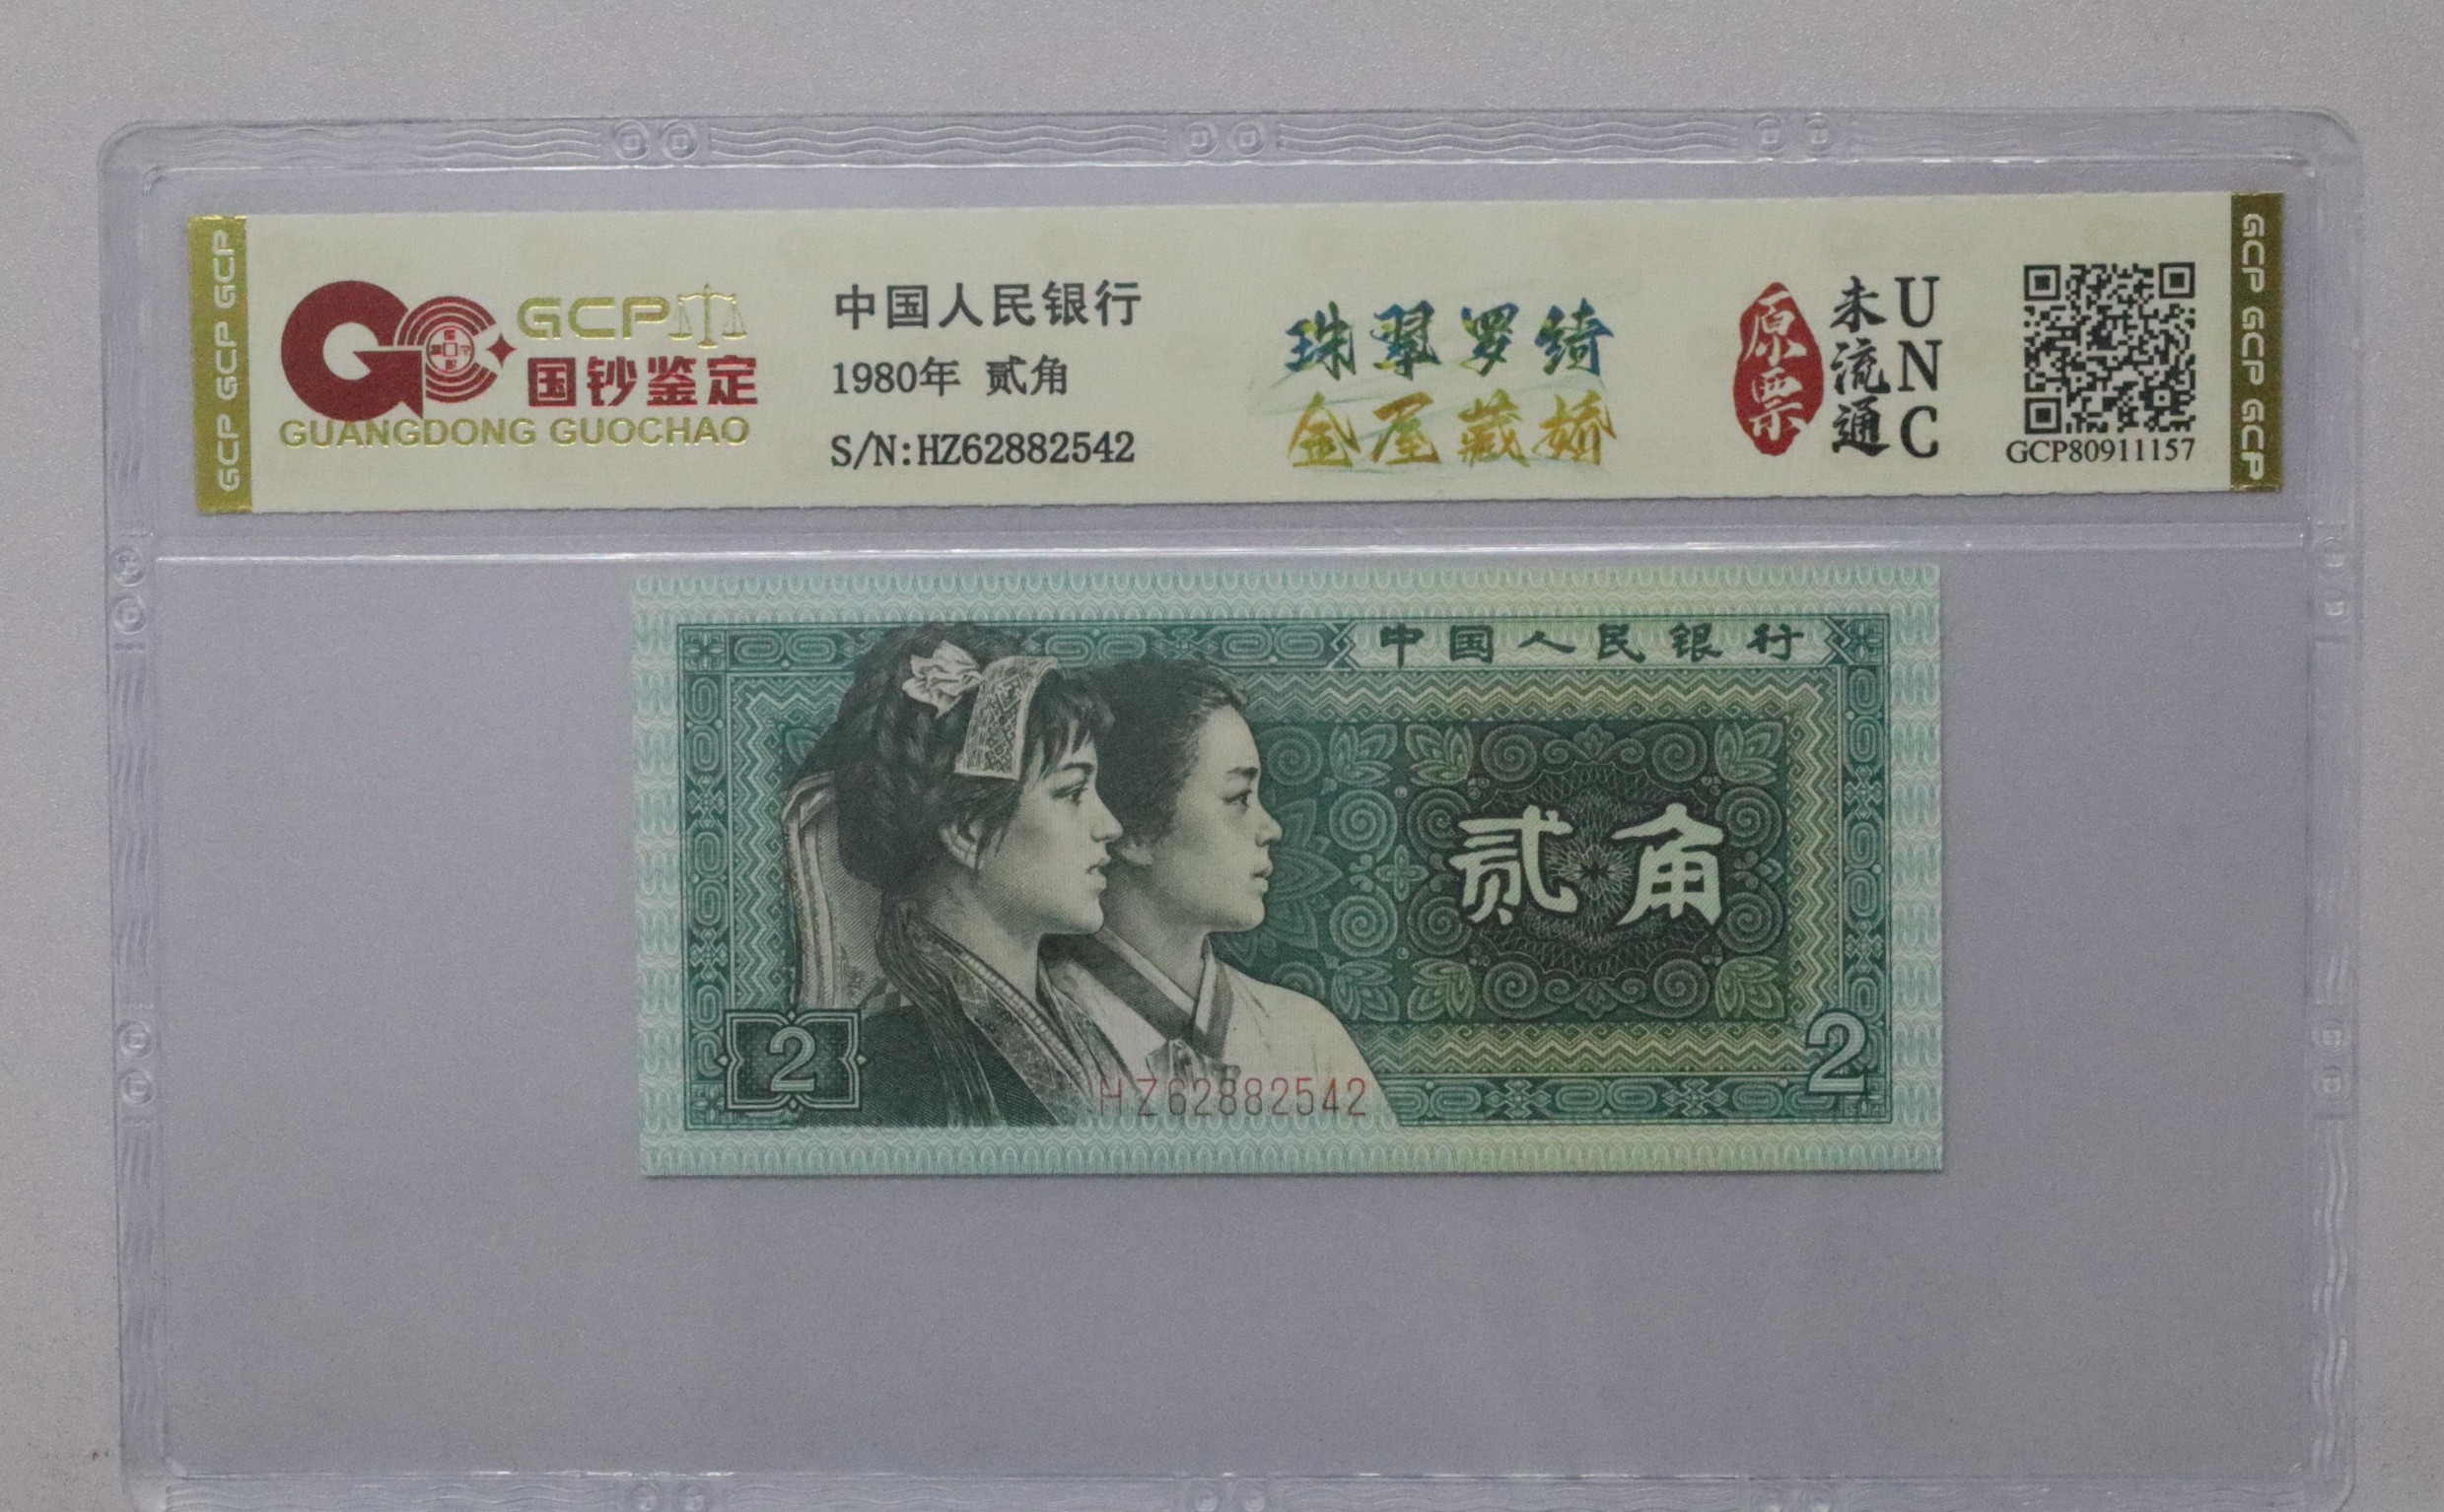 GCP GCP GCP
GCP
国钞鉴定
GUANGDONG GUOCHAO
中国人民银行
1980年 贰角
S/N:HZ62882542
珠翠罗绮
金屋藏娇
原票
未流通
UNC
GCP80911157
GCP GCP GCP
中国人民银行
贰角
2
HZ62882542
2